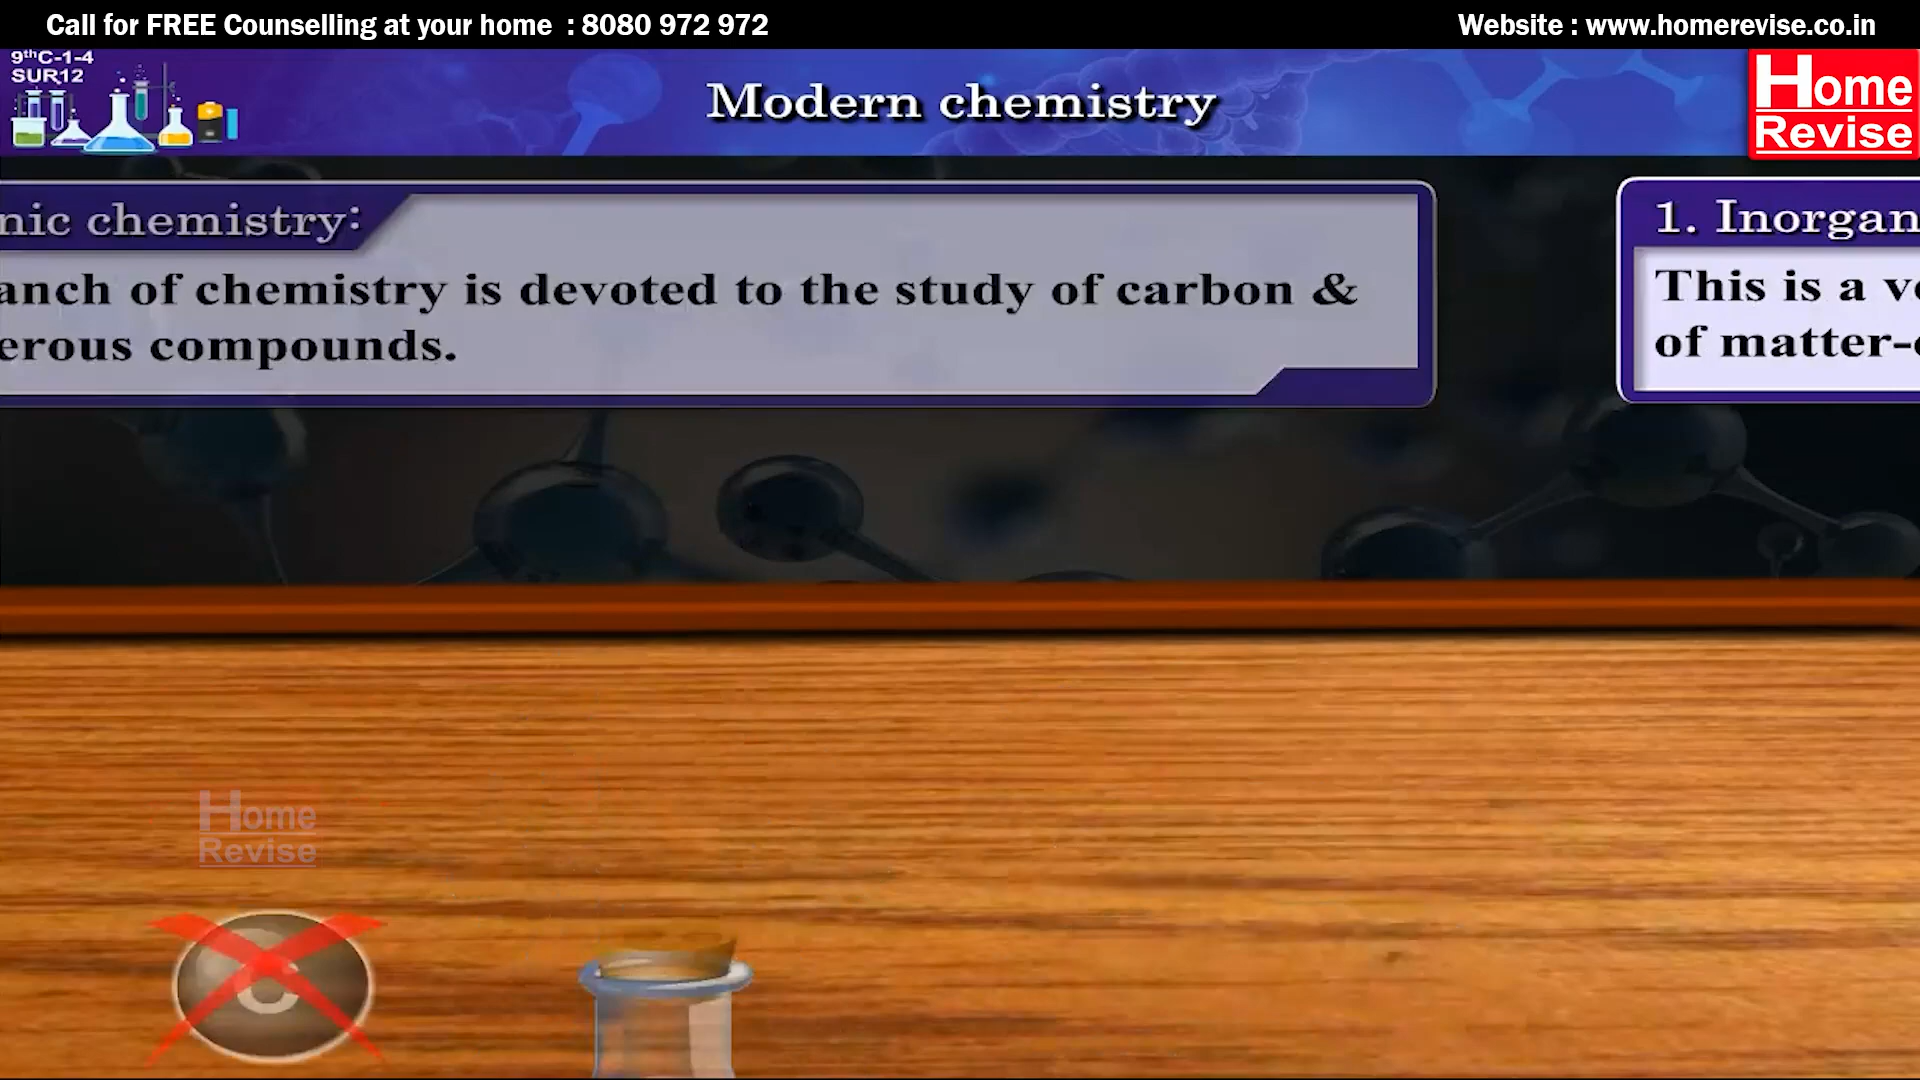 Call for FREE Counselling at your home : 8080 972 972
Website : www.homerevise.co.in
9thC-1-4
SUR12
Modern chemistry
Home
Revise
nic chemistry:
anch of chemistry is devoted to the study of carbon &
erous compounds.
1. Inorgan
This is a v
of matter-
Home
Revise
C